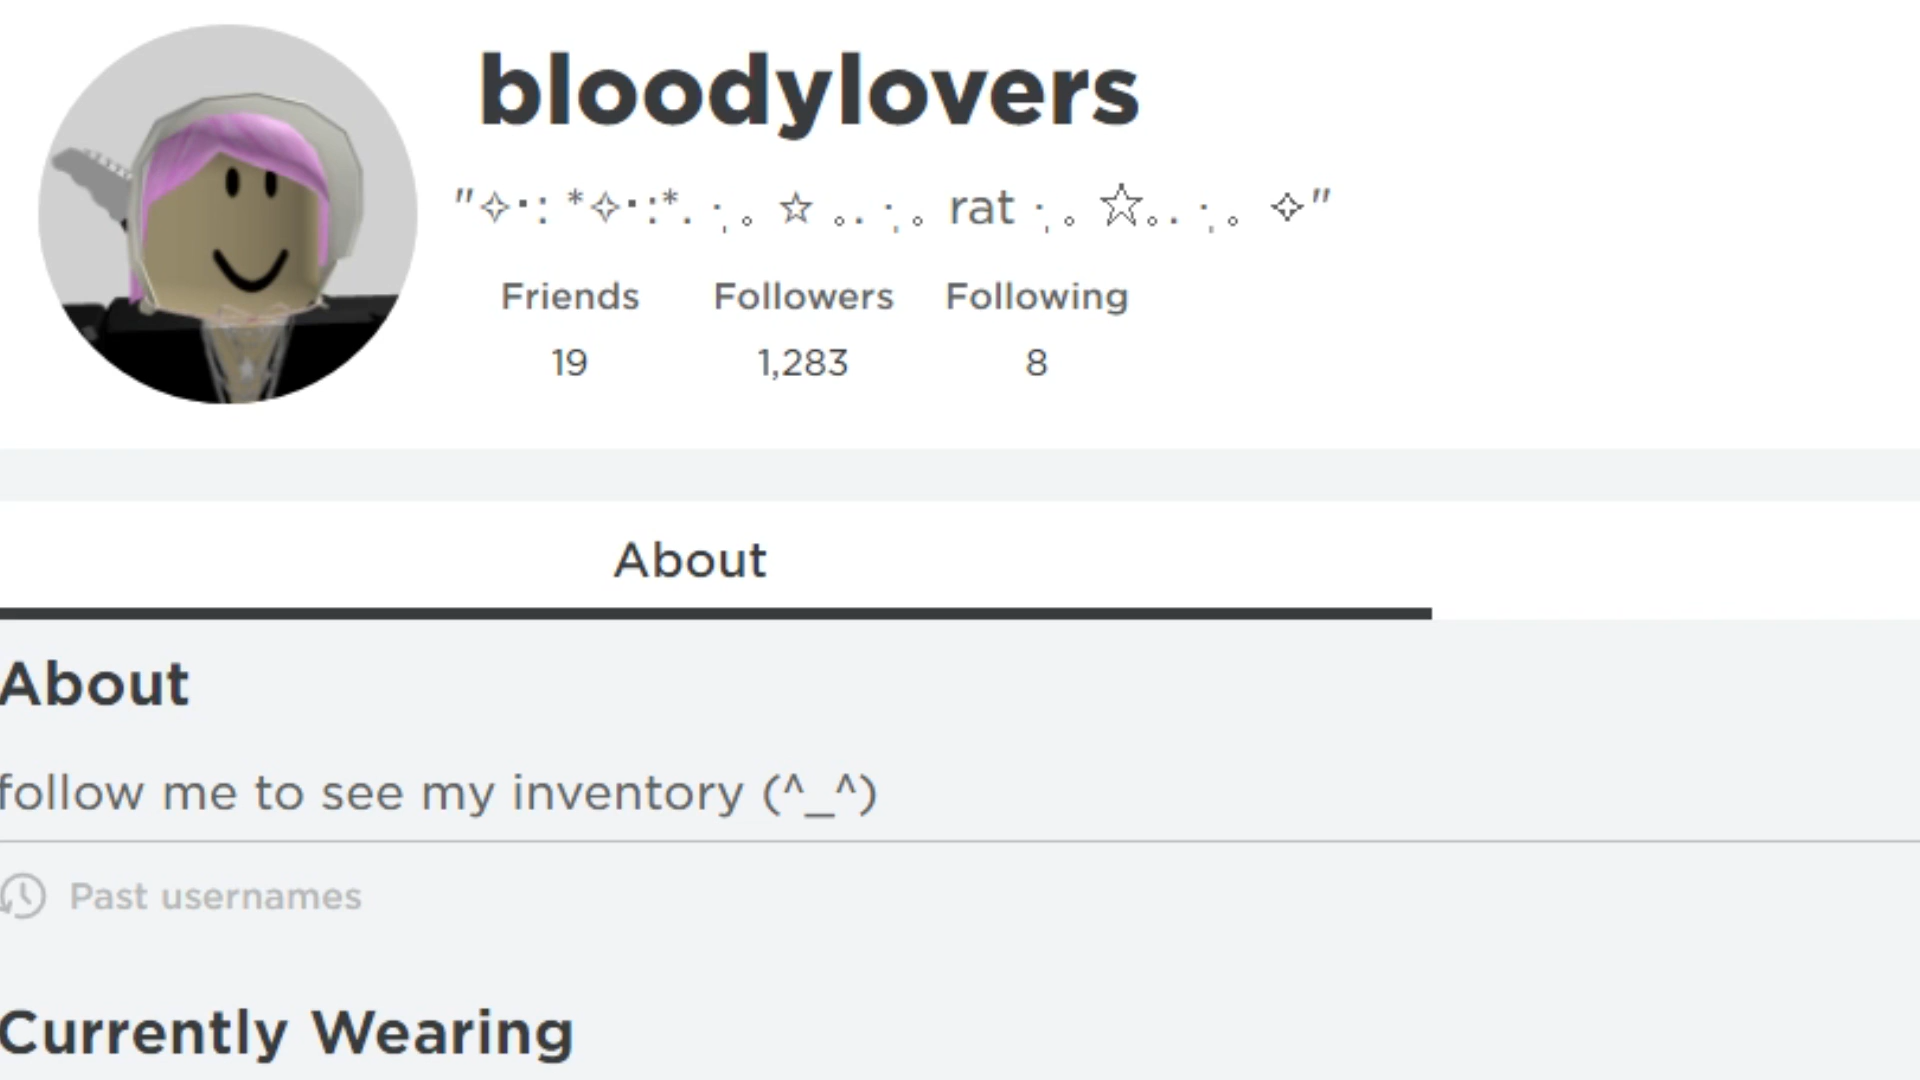 bloodylovers
"✧･: *✧･:*. ·̩｡ ☆ ｡. ·̩｡ rat ·̩｡ ☆｡. ·̩｡ ✧"
Friends Followers Following
19 1,283 8
About
About
follow me to see my inventory (^_^)
Past usernames
Currently Wearing